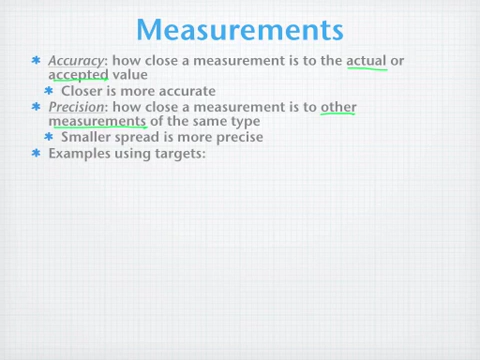 Measurements
* Accuracy: how close a measurement is to the actual or
accepted value
* Closer is more accurate
* Precision: how close a measurement is to other
measurements of the same type
* Smaller spread is more precise
* Examples using targets: